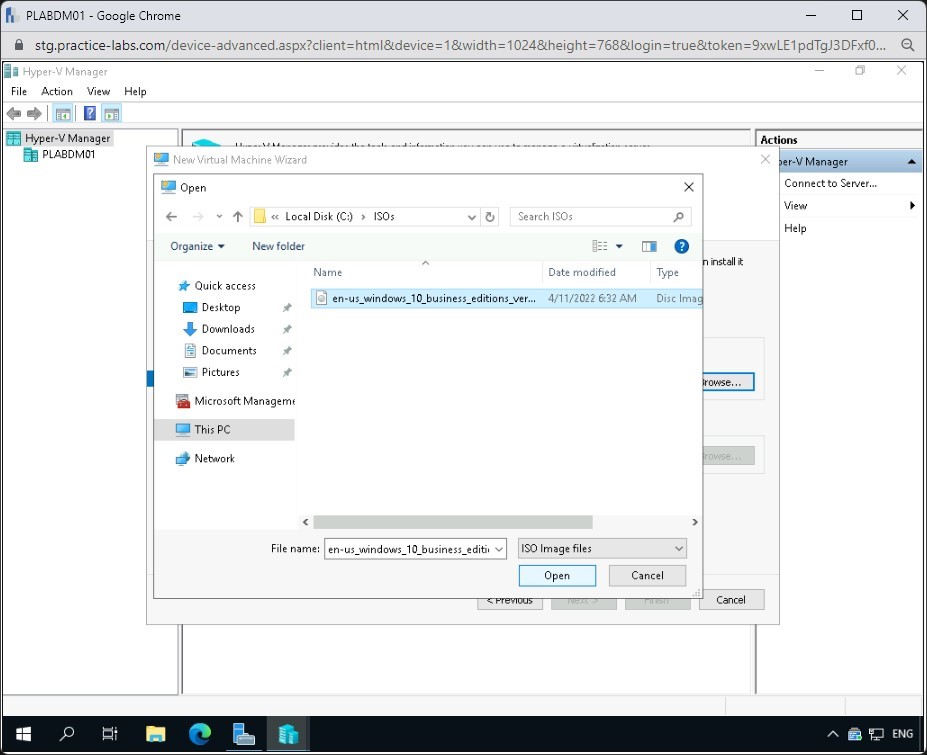 PLABDM01 - Google Chrome
stg.practice-labs.com/device-advanced.aspx?client=html&device=1&width=1024&height=768&login=true&token=9xwLE1pdTgJ3DFxf0...
Hyper-V Manager
File Action View Help
Hyper-V Manager
PLABDM01
Actions
New Virtual Machine Wizard
per-V Manager
Connect to Server...
View
Help
Open
« Local Disk (C:) › ISOs
Search ISOs
Organize
New folder
n install it
Name
Date modified
Type
Quick access
en-us_windows_10_business_editions_ver...
4/11/2022 6:32 AM
Disc Imag
Desktop
Downloads
Documents
Pictures
rowse...
Microsoft Manageme
This PC
rowse...
Network
File name:
en-us_windows_10_business_editi
ISO Image files
Open
Cancel
< Previous
Next >
Finish
Cancel
ENG